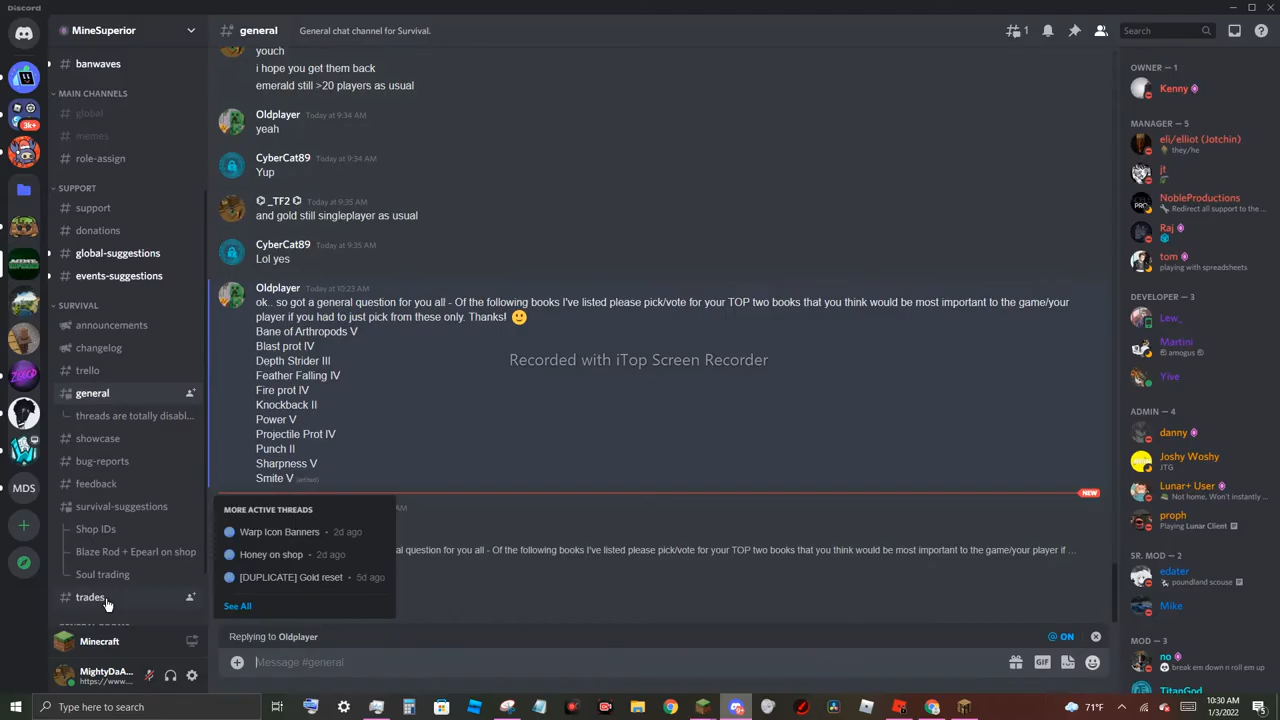 Discord
MineSuperior
general
General chat channel for Survival.
1
Search
banwaves
MAIN CHANNELS
global
memes
role-assign
SUPPORT
support
donations
global-suggestions
events-suggestions
SURVIVAL
announcements
changelog
trello
general
threads are totally disabl...
showcase
bug-reports
feedback
survival-suggestions
Shop IDs
Blaze Rod + Epearl on shop
Soul trading
trades
3k+
MDS
Minecraft
MightyDaA...
https://www....
youch
i hope you get them back
emerald still >20 players as usual
Oldplayer Today at 9:34 AM
yeah
CyberCat89 Today at 9:34 AM
Yup
_TF2 Today at 9:35 AM
and gold still singleplayer as usual
CyberCat89 Today at 9:35 AM
Lol yes
Oldplayer Today at 10:23 AM
ok.. so got a general question for you all - Of the following books I've listed please pick/vote for your TOP two books that you think would be most important to the game/your
player if you had to just pick from these only. Thanks! 🙂
Bane of Arthropods V
Blast prot IV
Depth Strider III
Feather Falling IV
Fire prot IV
Knockback II
Power V
Projectile Prot IV
Punch II
Sharpness V
Smite V (edited)
Recorded with iTop Screen Recorder
NEW
AM
al question for you all - Of the following books I've listed please pick/vote for your TOP two books that you think would be most important to the game/your player if ...
MORE ACTIVE THREADS
Warp Icon Banners • 2d ago
Honey on shop • 2d ago
[DUPLICATE] Gold reset • 5d ago
See All
Replying to Oldplayer
@ ON
Message #general
GIF
OWNER — 1
Kenny
MANAGER — 5
eli/elliot (Jotchin)
they/he
jt
NobleProductions
Redirect all support to the ...
Raj
tom
playing with spreadsheets
DEVELOPER — 3
Lew_
Martini
amogus
Yive
ADMIN — 4
danny
Joshy Woshy
JTG
Lunar+ User
Not home, Won't instantly ...
proph
Playing Lunar Client
SR. MOD — 2
edater
poundland scouse
Mike
MOD — 3
no
break em down n roll em up
TitanGod
Type here to search
71°F
10:30 AM
1/3/2022